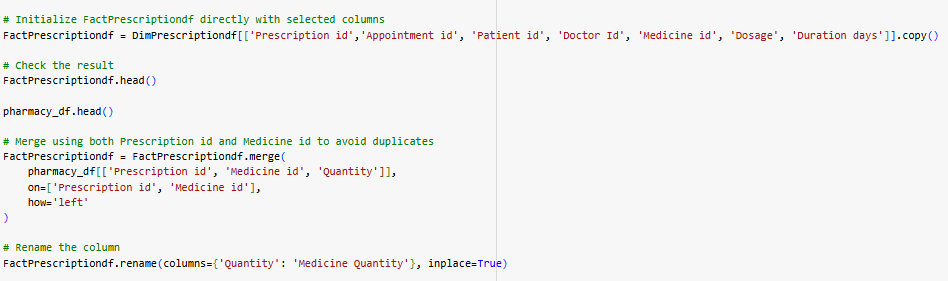 # Initialize FactPrescriptiondf directly with selected columns
FactPrescriptiondf = DimPrescriptiondf[['Prescription id','Appointment id', 'Patient id', 'Doctor Id', 'Medicine id', 'Dosage', 'Duration days']].copy()
# Check the result
FactPrescriptiondf.head()
pharmacy_df.head()
# Merge using both Prescription id and Medicine id to avoid duplicates
FactPrescriptiondf = FactPrescriptiondf.merge(
    pharmacy_df[['Prescription id', 'Medicine id', 'Quantity']],
    on=['Prescription id', 'Medicine id'],
    how='left'
)
# Rename the column
FactPrescriptiondf.rename(columns={'Quantity': 'Medicine Quantity'}, inplace=True)